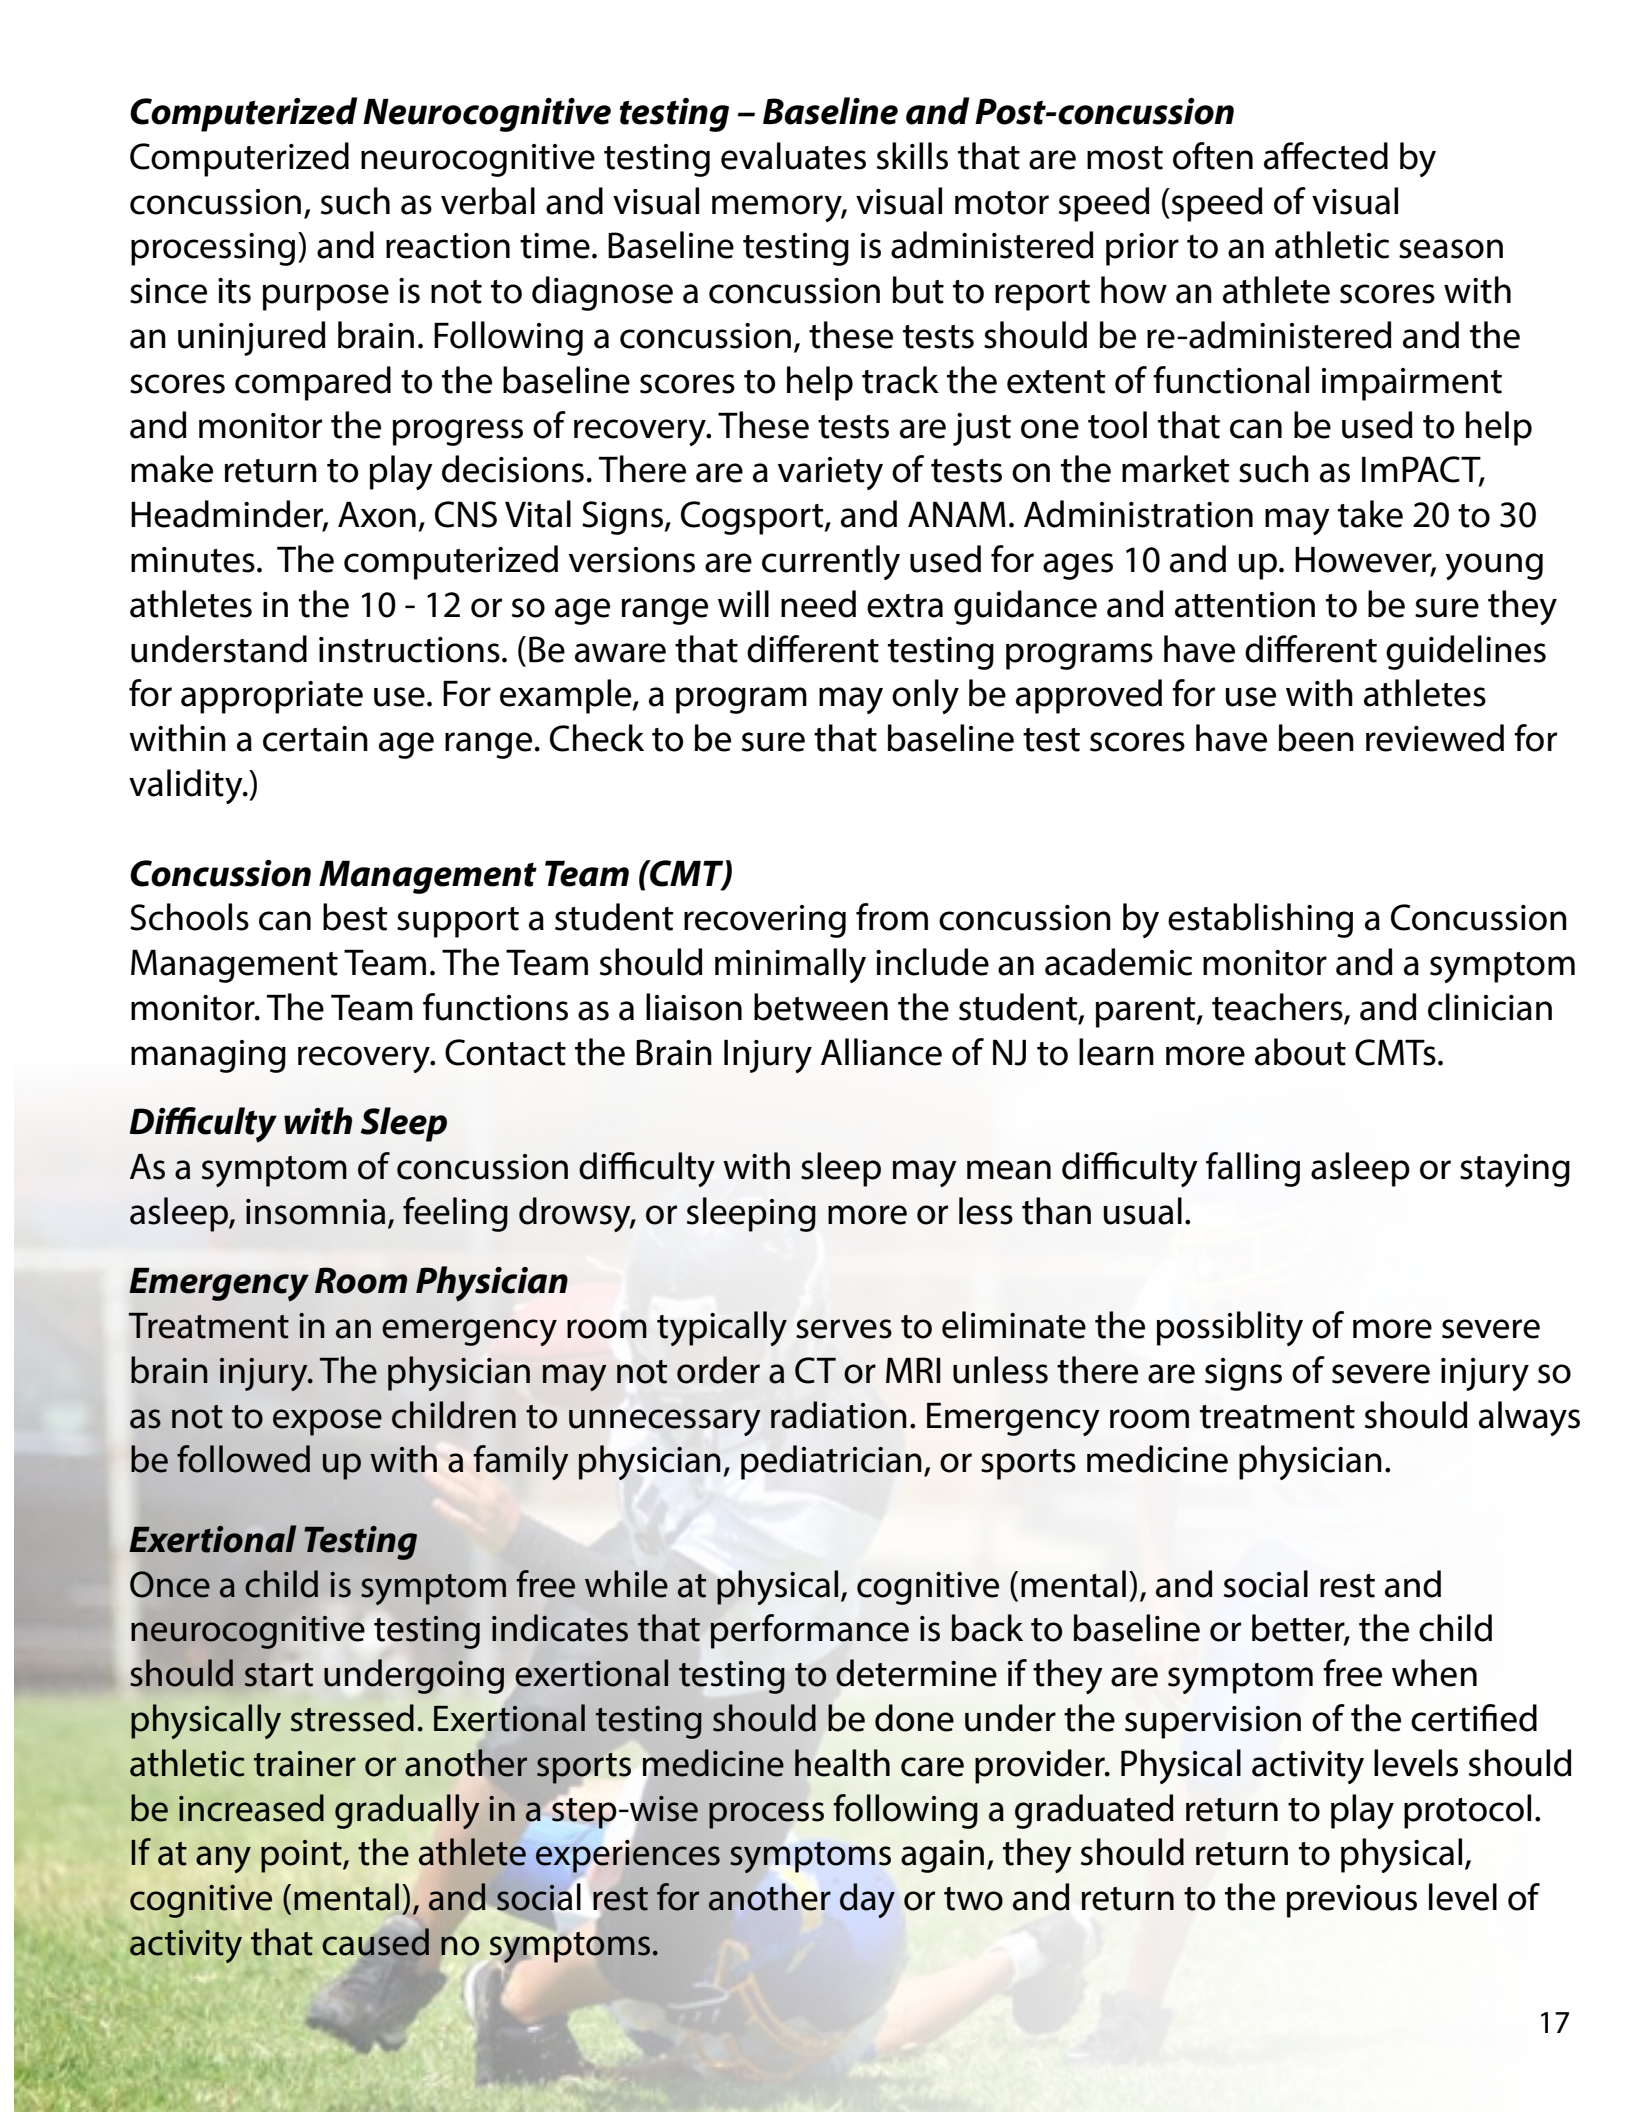 Computerized Neurocognitive testing – Baseline and Post-concussion
Computerized neurocognitive testing evaluates skills that are most often affected by
concussion, such as verbal and visual memory, visual motor speed (speed of visual
processing) and reaction time. Baseline testing is administered prior to an athletic season
since its purpose is not to diagnose a concussion but to report how an athlete scores with
an uninjured brain. Following a concussion, these tests should be re-administered and the
scores compared to the baseline scores to help track the extent of functional impairment
and monitor the progress of recovery. These tests are just one tool that can be used to help
make return to play decisions. There are a variety of tests on the market such as ImPACT,
Headminder, Axon, CNS Vital Signs, Cogsport, and ANAM. Administration may take 20 to 30
minutes.  The computerized versions are currently used for ages 10 and up. However, young
athletes in the 10 - 12 or so age range will need extra guidance and attention to be sure they
understand instructions. (Be aware that different testing programs have different guidelines
for appropriate use. For example, a program may only be approved for use with athletes
within a certain age range. Check to be sure that baseline test scores have been reviewed for
validity.)
Concussion Management Team (CMT)
Schools can best support a student recovering from concussion by establishing a Concussion
Management Team. The Team should minimally include an academic monitor and a symptom
monitor. The Team functions as a liaison between the student, parent, teachers, and clinician
managing recovery. Contact the Brain Injury Alliance of NJ to learn more about CMTs.
Difficulty with Sleep
As a symptom of concussion difficulty with sleep may mean difficulty falling asleep or staying
asleep, insomnia, feeling drowsy, or sleeping more or less than usual.
Emergency Room Physician
Treatment in an emergency room typically serves to eliminate the possiblity of more severe
brain injury. The physician may not order a CT or MRI unless there are signs of severe injury so
as not to expose children to unnecessary radiation. Emergency room treatment should always
be followed up with a family physician, pediatrician, or sports medicine physician.
Exertional Testing
Once a child is symptom free while at physical, cognitive (mental), and social rest and
neurocognitive testing indicates that performance is back to baseline or better, the child
should start undergoing exertional testing to determine if they are symptom free when
physically stressed. Exertional testing should be done under the supervision of the certified
athletic trainer or another sports medicine health care provider. Physical activity levels should
be increased gradually in a step-wise process following a graduated return to play protocol.
If at any point, the athlete experiences symptoms again, they should return to physical,
cognitive (mental), and social rest for another day or two and return to the previous level of
activity that caused no symptoms.
17